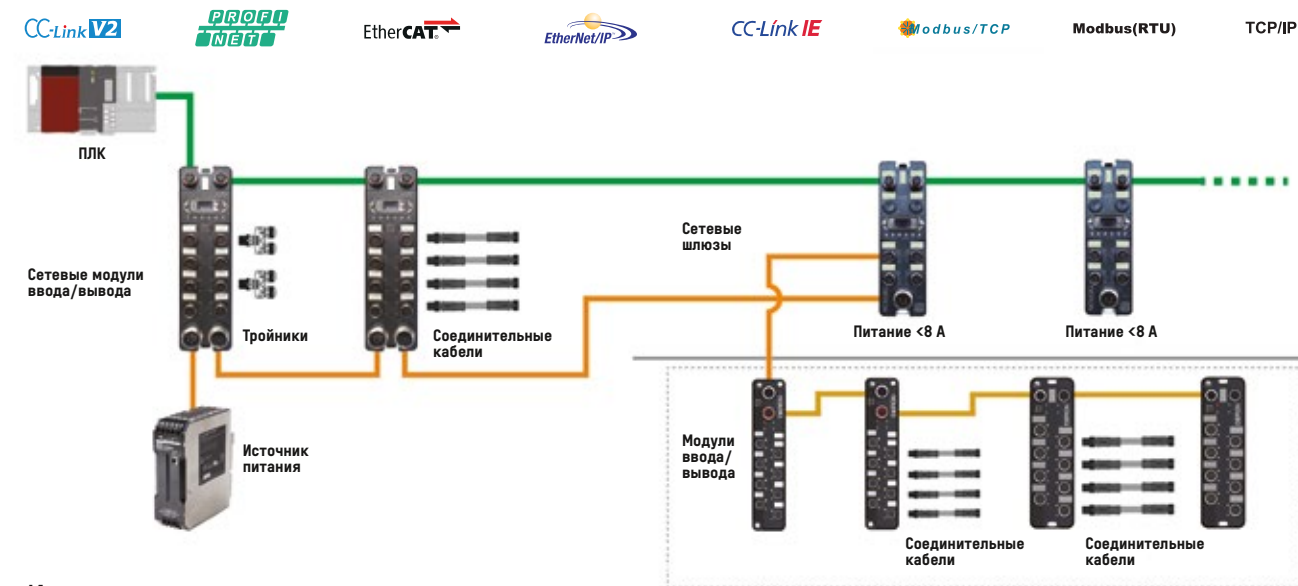 CC-Link V2
PROFI
NET
EtherCAT®
EtherNet/IP
CC-Link IE
Modbus/TCP
Modbus(RTU)
TCP/IP
ПЛК
Сетевые
шлюзы
Сетевые модули
ввода/вывода
Тройники
Соединительные
кабели
Питание <8 А
Питание <8 А
Модули
ввода/
вывода
Источник
питания
Соединительные
кабели
Соединительные
кабели